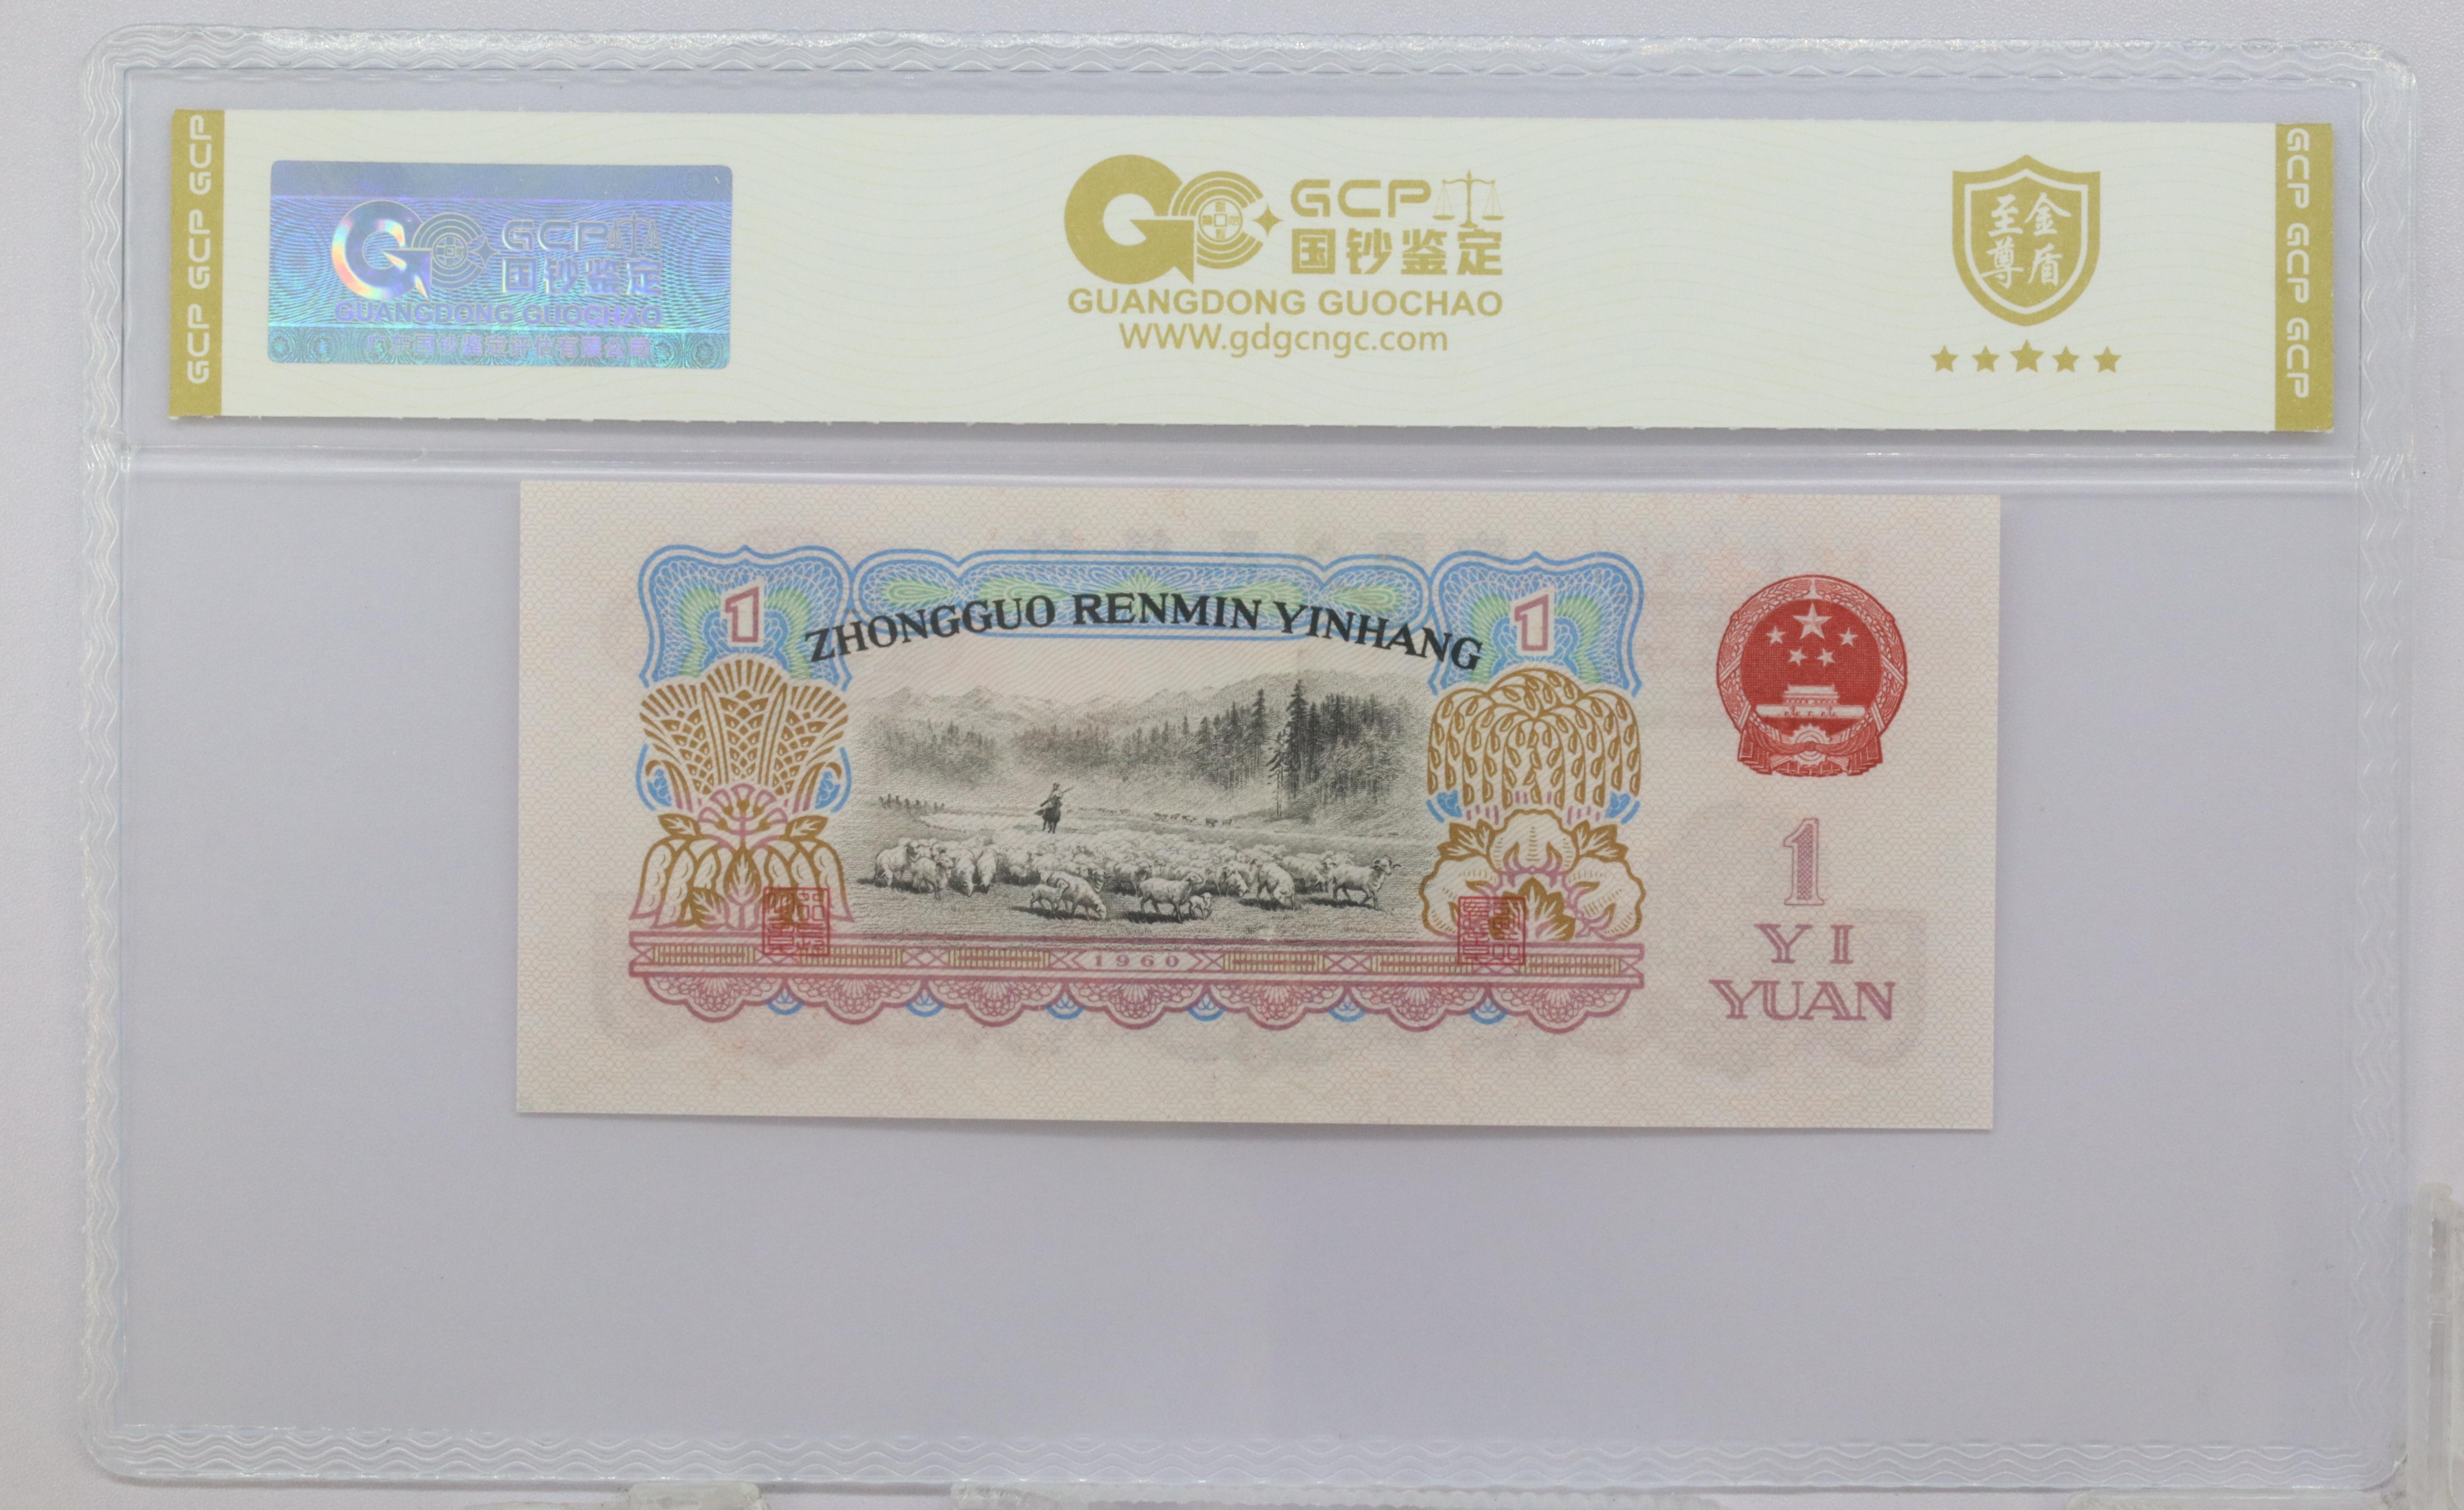 GCP GCP GCP
GCP
国钞鉴定
GUANGDONG GUOCHAO
GCP
国钞鉴定
GUANGDONG GUOCHAO
WWW.gdgcngc.com
至尊
金盾
GCP GCP GCP
1
ZHONGGUO RENMIN YINHANG
1
1
YI
YUAN
1960